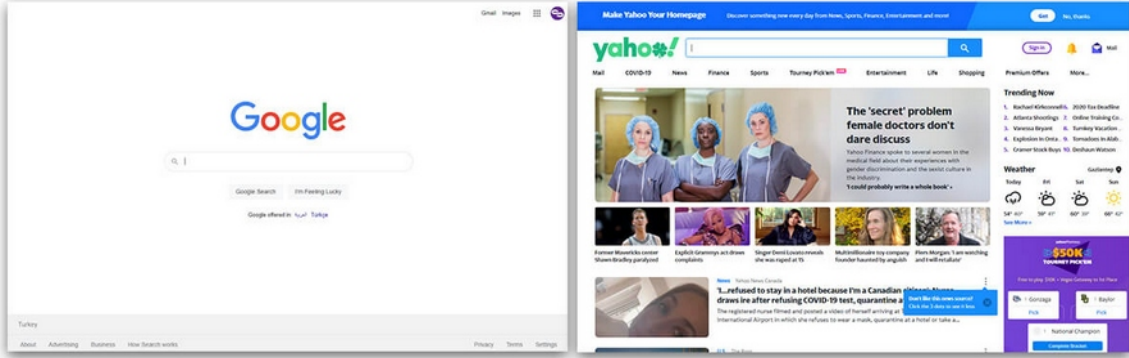 Gmail Images
Google
Google Search I'm Feeling Lucky
Google offered in: العربية Türkçe
Turkey
About Advertising Business How Search works
Privacy Terms Settings
Make Yahoo Your Homepage
Discover something new every day from News, Sports, Finance, Entertainment and more!
Get
No, thanks
yahoo!
Sign in
Mail
Mail COVID-19 News Finance Sports Tourney Pick'em Entertainment Life Shopping Premium Offers More...
The 'secret' problem
female doctors don't
dare discuss
Yahoo Finance spoke to several women in the
medical field about their experiences with
gender discrimination and the sexist culture in
the industry.
'I could probably write a whole book' »
Former Mavericks center
Shawn Bradley paralyzed
Explicit Grammys act draws
complaints
Singer Demi Lovato reveals
she was raped at 15
Multimillionaire toy company
founder haunted by anguish
Piers Morgan: 'I am watching
and I will retaliate'
News Yahoo News Canada
'I...refused to stay in a hotel because I'm a Canadian
draws ire after refusing COVID-19 test, quarantine
The registered nurse filmed and posted a video of herself arriving at
International Airport in which she refuses to wear a mask, quarantine at a hotel or take a...
Don't like this news source?
Click the 3 dots to see it less
Trending Now
1. Rachael Kirkconnell 6. 2020 Tax Deadline
2. Atlanta Shootings 7. Online Training Co..
3. Vanessa Bryant 8. Turnkey Vacation ..
4. Explosion in Onta.. 9. Tornadoes in Alab..
5. Cramer Stock Buys 10. Deshaun Watson
Weather
Gaziantep
Today Fri Sat Sun
See More »
$50K
TOURNEY PICK'EM
1 Gonzaga
Pick
1 Baylor
Pick
National Champion
Complete Bracket